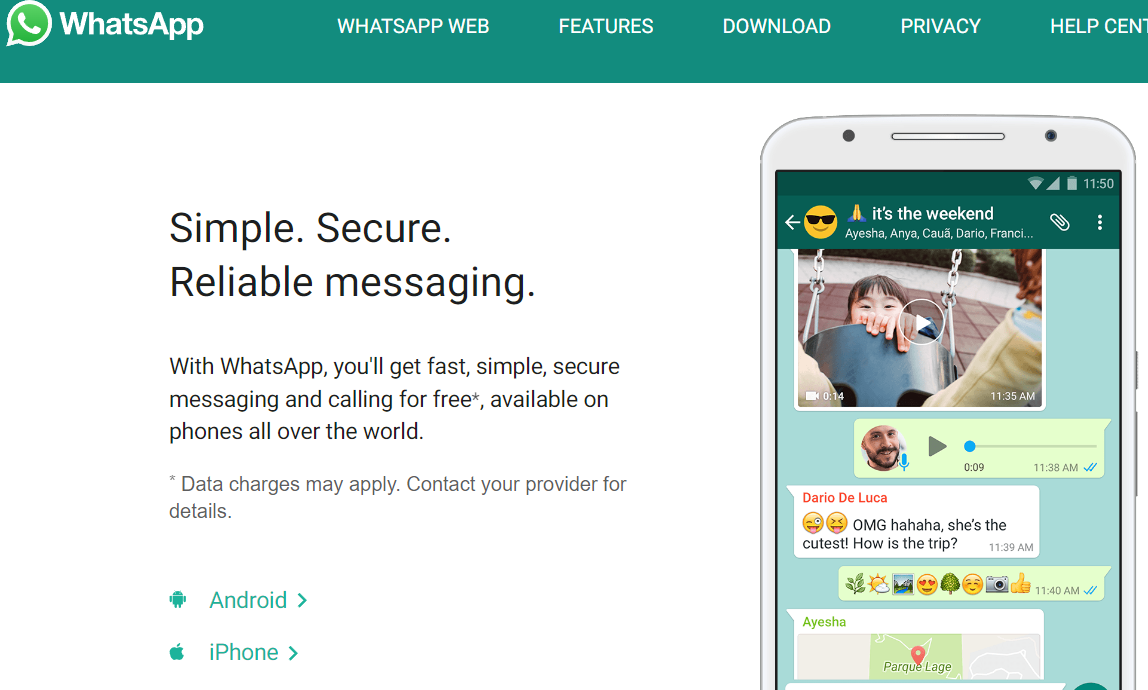 WhatsApp
WHATSAPP WEB
FEATURES
DOWNLOAD
PRIVACY
HELP CENT
Simple. Secure.
Reliable messaging.
With WhatsApp, you'll get fast, simple, secure
messaging and calling for free*, available on
phones all over the world.
* Data charges may apply. Contact your provider for
details.
Android
iPhone
11:50
🙏 it's the weekend
Ayesha, Anya, Cauã, Dario, Franci...
0:14
11:35 AM
0:09
11:38 AM
Dario De Luca
😜😝 OMG hahaha, she's the
cutest! How is the trip?
11:39 AM
🌿🌤🏞😍🌳☺📷👍
11:40 AM
Ayesha
Parque Lage